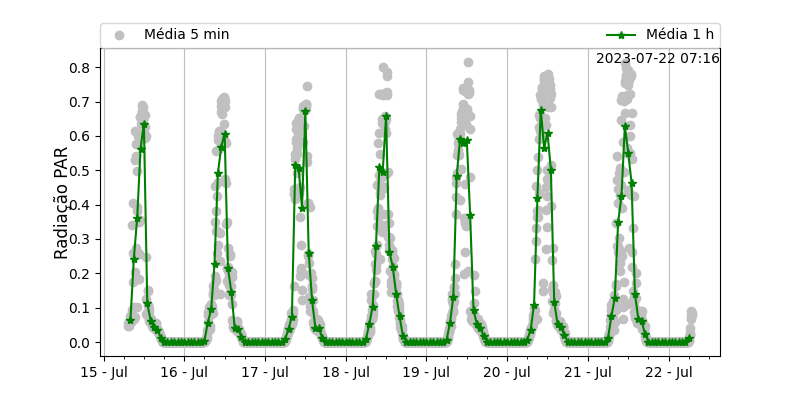 Média 5 min
Média 1 h
2023-07-22 07:16
Radiação PAR
0.8
0.7
0.6
0.5
0.4
0.3
0.2
0.1
0.0
15 - Jul
16 - Jul
17 - Jul
18 - Jul
19 - Jul
20 - Jul
21 - Jul
22 - Jul